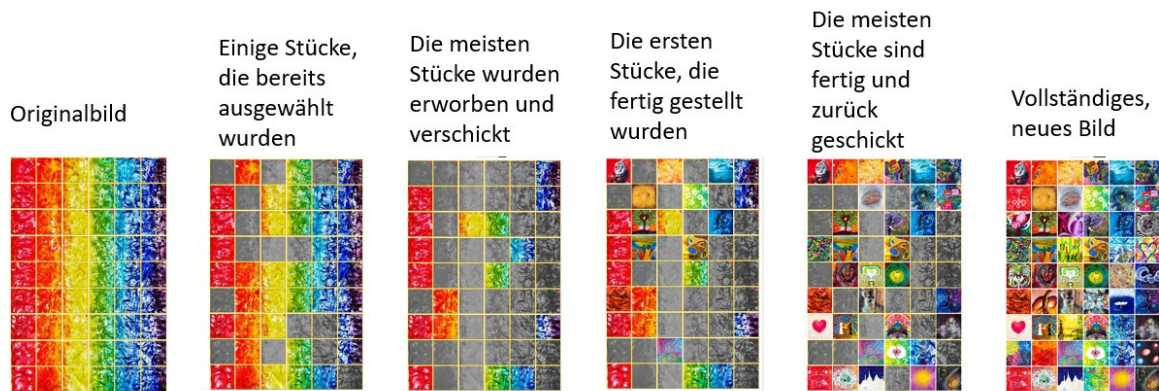 Originalbild
Einige Stücke,
die bereits
ausgewählt
wurden
Die meisten
Stücke wurden
erworben und
verschickt
Die ersten
Stücke, die
fertig gestellt
wurden
Die meisten
Stücke sind
fertig und
zurück
geschickt
Vollständiges,
neues Bild